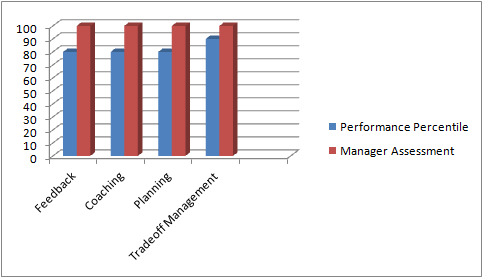 100
90
80
70
60
50
40
30
20
10
0
Feedback
Coaching
Planning
Tradeoff Management
Performance Percentile
Manager Assessment